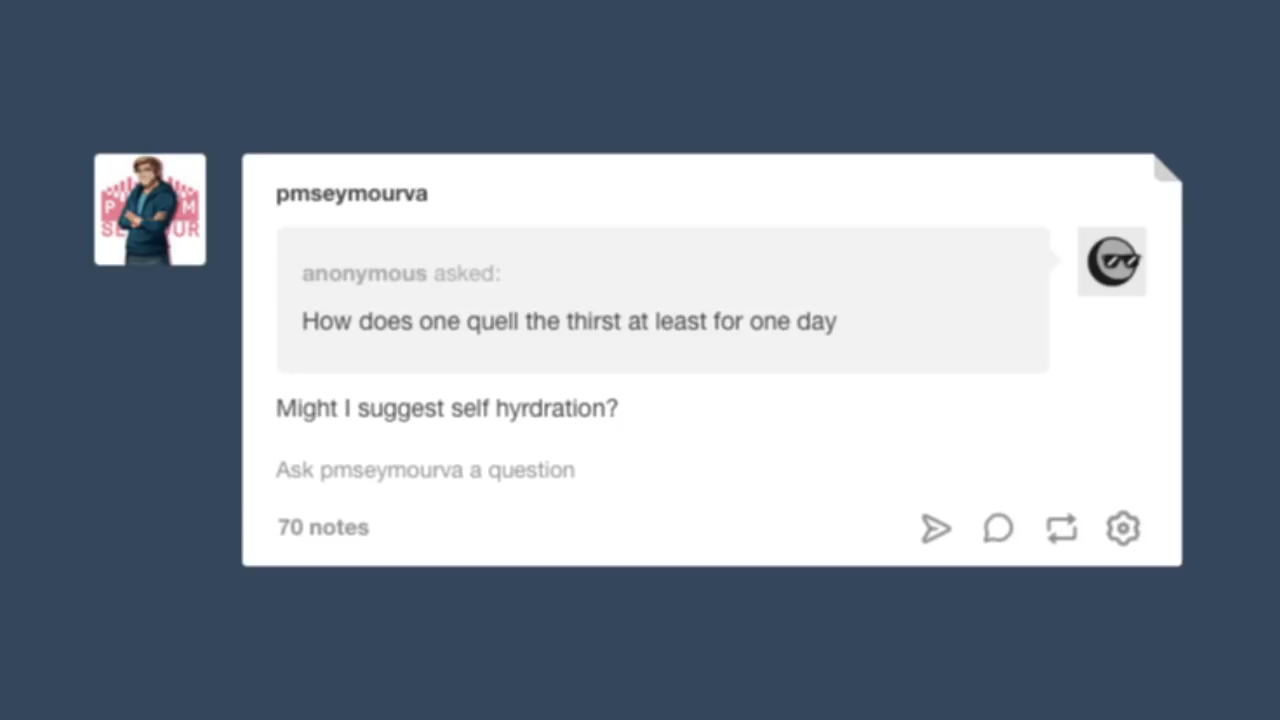 pmseymourva
anonymous asked:
How does one quell the thirst at least for one day
Might I suggest self hyrdration?
Ask pmseymourva a question
70 notes